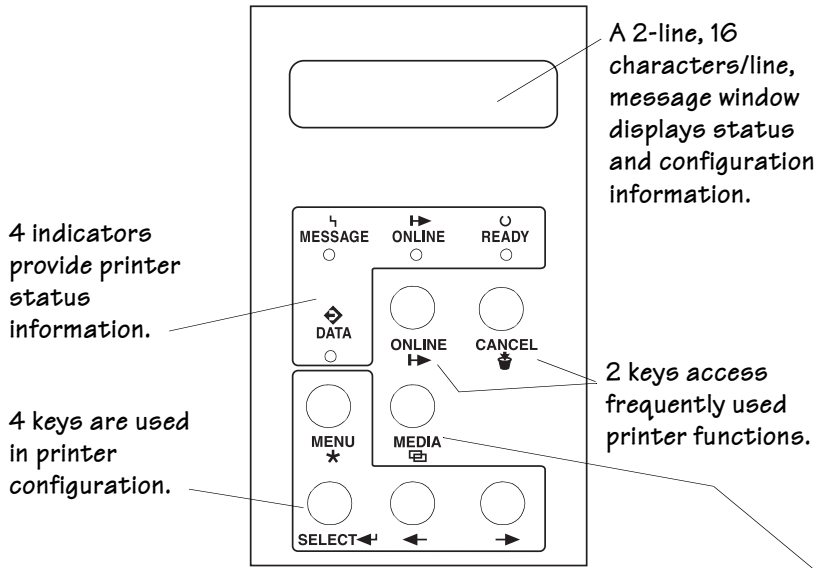 A 2-line, 16
characters/line,
message window
displays status
and configuration
information.
4 indicators
provide printer
status
information.
MESSAGE
ONLINE
READY
DATA
ONLINE
CANCEL
2 keys access
frequently used
printer functions.
4 keys are used
in printer
configuration.
MENU
MEDIA
SELECT